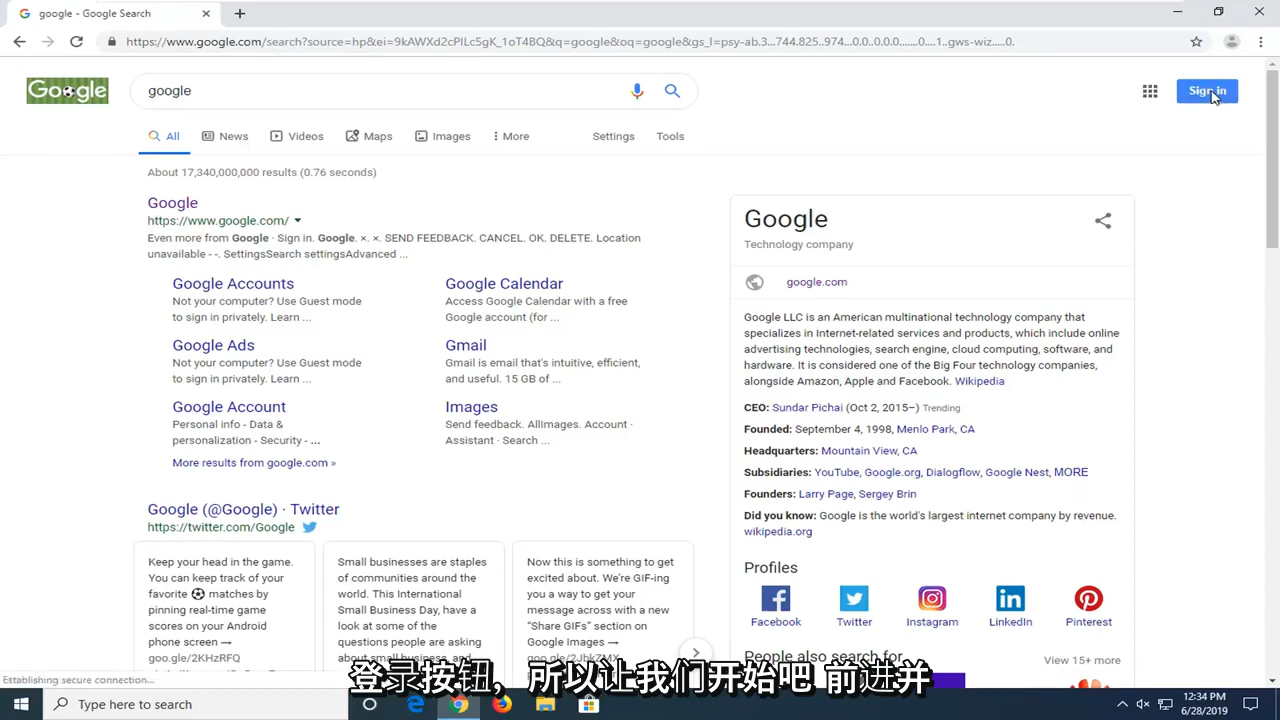 google - Google Search
https://www.google.com/search?source=hp&ei=9kAWXd2cPILc5gK_1oT4BQ&q=google&oq=google&gs_l=psy-ab.3...744.825..974...0.0..0.0.0.......0....1..gws-wiz.....0.
Google
google
Sign in
All
News
Videos
Maps
Images
More
Settings
Tools
About 17,340,000,000 results (0.76 seconds)
Google
https://www.google.com/
Even more from Google · Sign in. Google. ×. ×. SEND FEEDBACK. CANCEL. OK. DELETE. Location
unavailable - -. SettingsSearch settingsAdvanced ...
Google Accounts
Not your computer? Use Guest mode
to sign in privately. Learn ...
Google Calendar
Access Google Calendar with a free
Google account (for ...
Google Ads
Not your computer? Use Guest mode
to sign in privately. Learn ...
Gmail
Gmail is email that's intuitive, efficient,
and useful. 15 GB of ...
Google Account
Personal info - Data &
personalization - Security - ...
Images
Send feedback. AllImages. Account ·
Assistant · Search ...
More results from google.com »
Google (@Google) · Twitter
https://twitter.com/Google
Keep your head in the game.
You can keep track of your
favorite ⚽ matches by
pinning real-time game
scores on your Android
phone screen →
goo.gle/2KHzRFQ
Small businesses are staples
of communities around the
world. This International
Small Business Day, have a
look at some of the
questions people are asking
about small business, and
Now this is something to get
excited about. We're GIF-ing
you a way to get your
message across with a new
"Share GIFs" section on
Google Images →
Google
Technology company
google.com
Google LLC is an American multinational technology company that
specializes in Internet-related services and products, which include online
advertising technologies, search engine, cloud computing, software, and
hardware. It is considered one of the Big Four technology companies,
alongside Amazon, Apple and Facebook. Wikipedia
CEO: Sundar Pichai (Oct 2, 2015–) Trending
Founded: September 4, 1998, Menlo Park, CA
Headquarters: Mountain View, CA
Subsidiaries: YouTube, Google.org, Dialogflow, Google Nest, MORE
Founders: Larry Page, Sergey Brin
Did you know: Google is the world's largest internet company by revenue.
wikipedia.org
Profiles
Facebook
Twitter
Instagram
LinkedIn
Pinterest
People also search for
View 15+ more
Establishing secure connection...
登录按钮，所以让我们开始吧 前进并
Type here to search
12:34 PM
6/28/2019